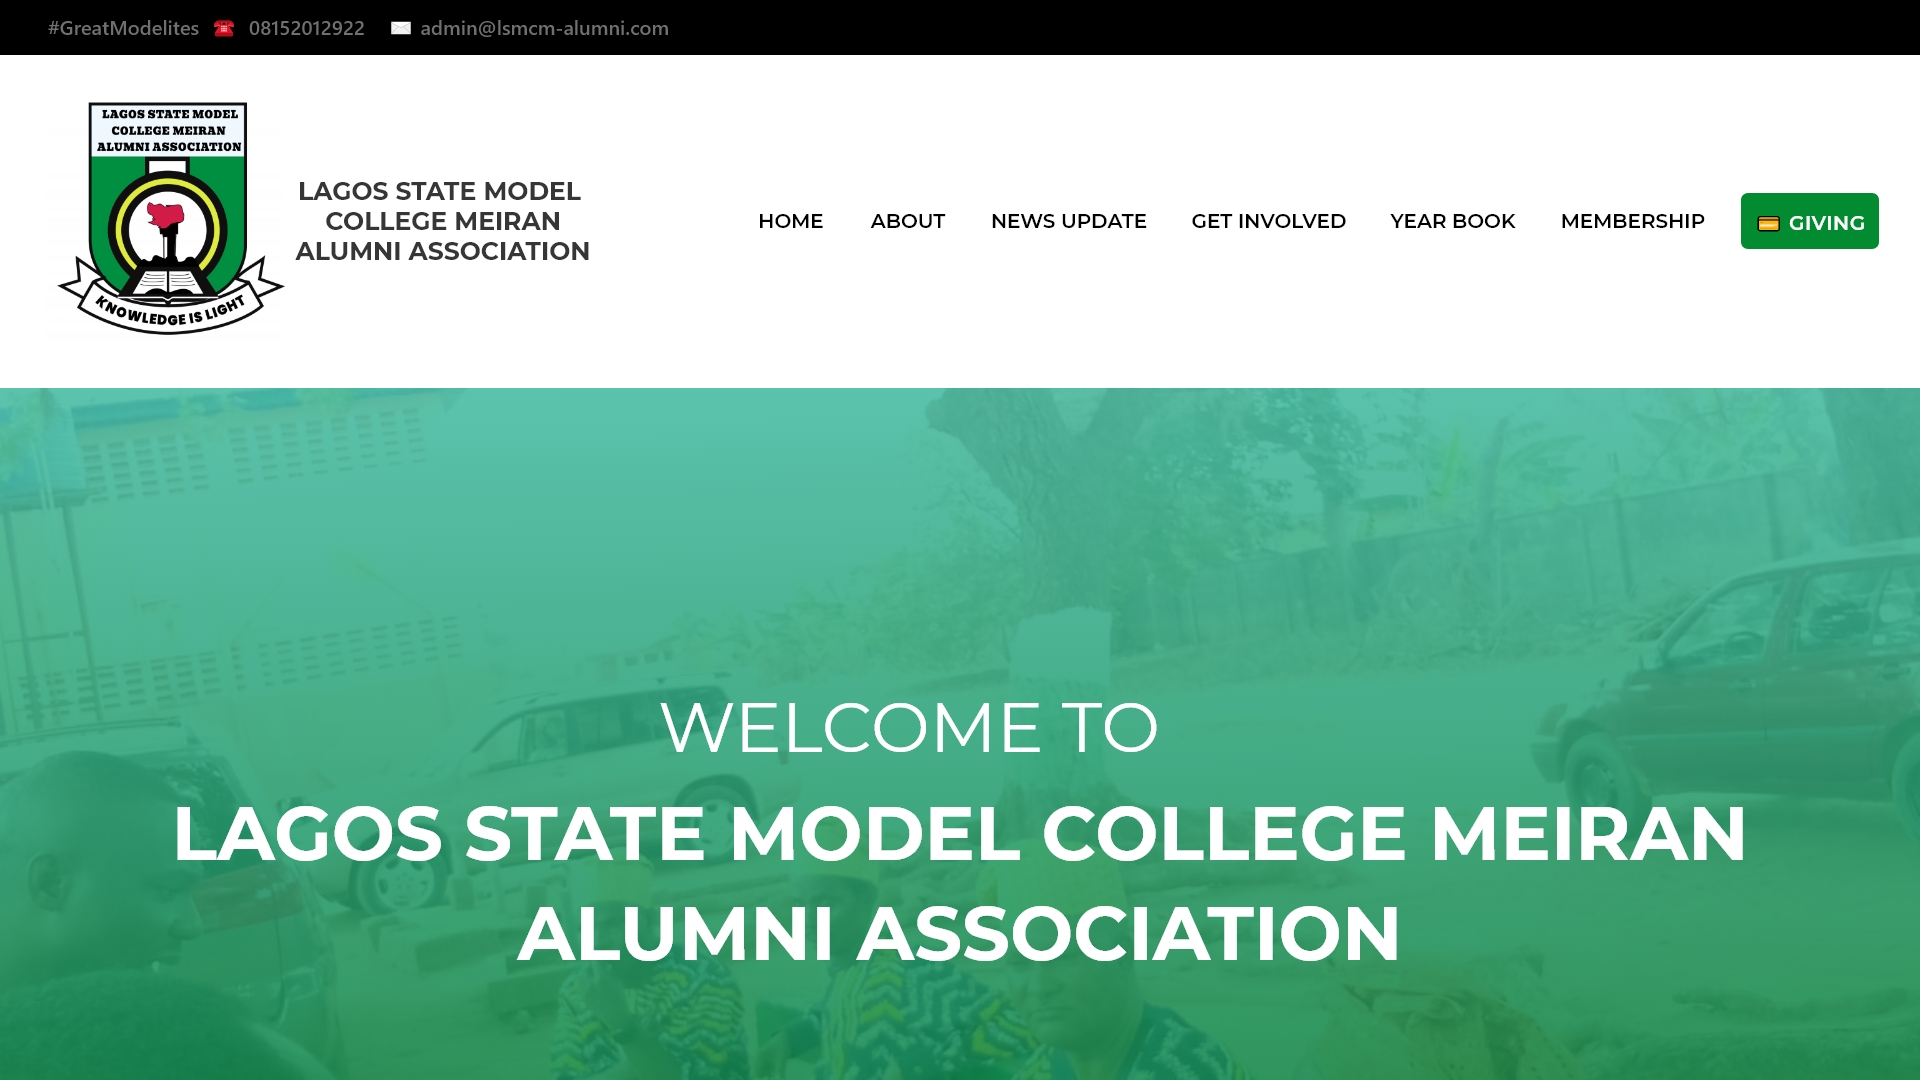 #GreatModelites ☎️ 08152012922 ✉️ admin@lsmcm-alumni.com
LAGOS STATE MODEL
COLLEGE MEIRAN
ALUMNI ASSOCIATION
KNOWLEDGE IS LIGHT
LAGOS STATE MODEL
COLLEGE MEIRAN
ALUMNI ASSOCIATION
HOME ABOUT NEWS UPDATE GET INVOLVED YEAR BOOK MEMBERSHIP 💳 GIVING
WELCOME TO
LAGOS STATE MODEL COLLEGE MEIRAN
ALUMNI ASSOCIATION